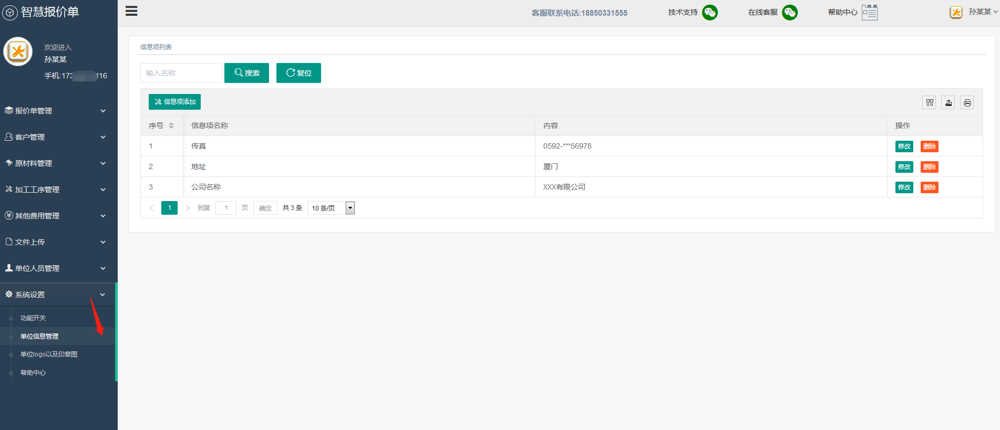 智慧报价单
客服联系电话:18850331555
技术支持
在线客服
帮助中心
孙某某
欢迎进入
孙某某
手机:172 116
报价单管理
客户管理
原材料管理
加工工序管理
其他费用管理
文件上传
单位人员管理
系统设置
功能开关
单位信息管理
单位logo以及印章图
帮助中心
信息项列表
输入名称 搜索 复位
信息项添加
序号 信息项名称 内容 操作
1 传真 0592-***56978 修改 删除
2 地址 厦门 修改 删除
3 公司名称 XXX有限公司 修改 删除
1 到第 1 页 确定 共 3 条 10 条/页